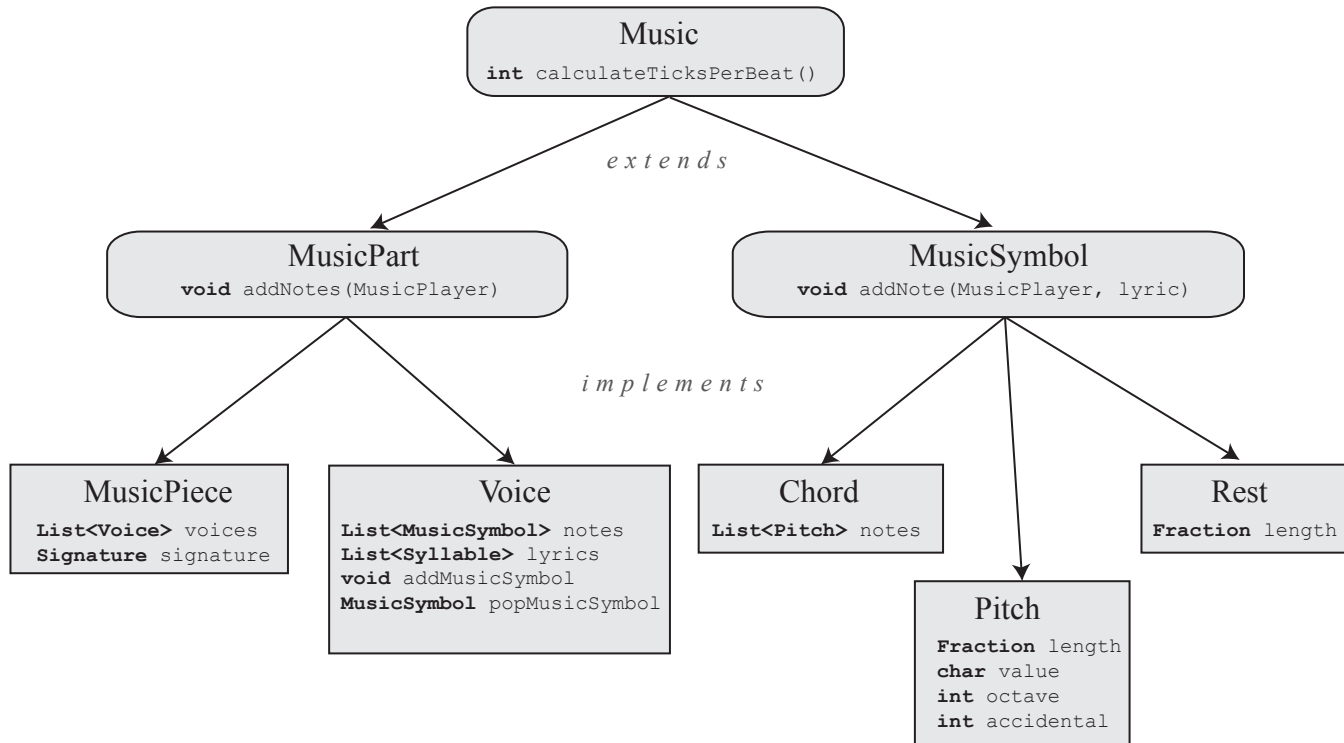 Music
int calculateTicksPerBeat()
extends
MusicPart
void addNotes(MusicPlayer)
MusicSymbol
void addNote(MusicPlayer, lyric)
implements
MusicPiece
List<Voice> voices
Signature signature
Voice
List<MusicSymbol> notes
List<Syllable> lyrics
void addMusicSymbol
MusicSymbol popMusicSymbol
Chord
List<Pitch> notes
Rest
Fraction length
Pitch
Fraction length
char value
int octave
int accidental